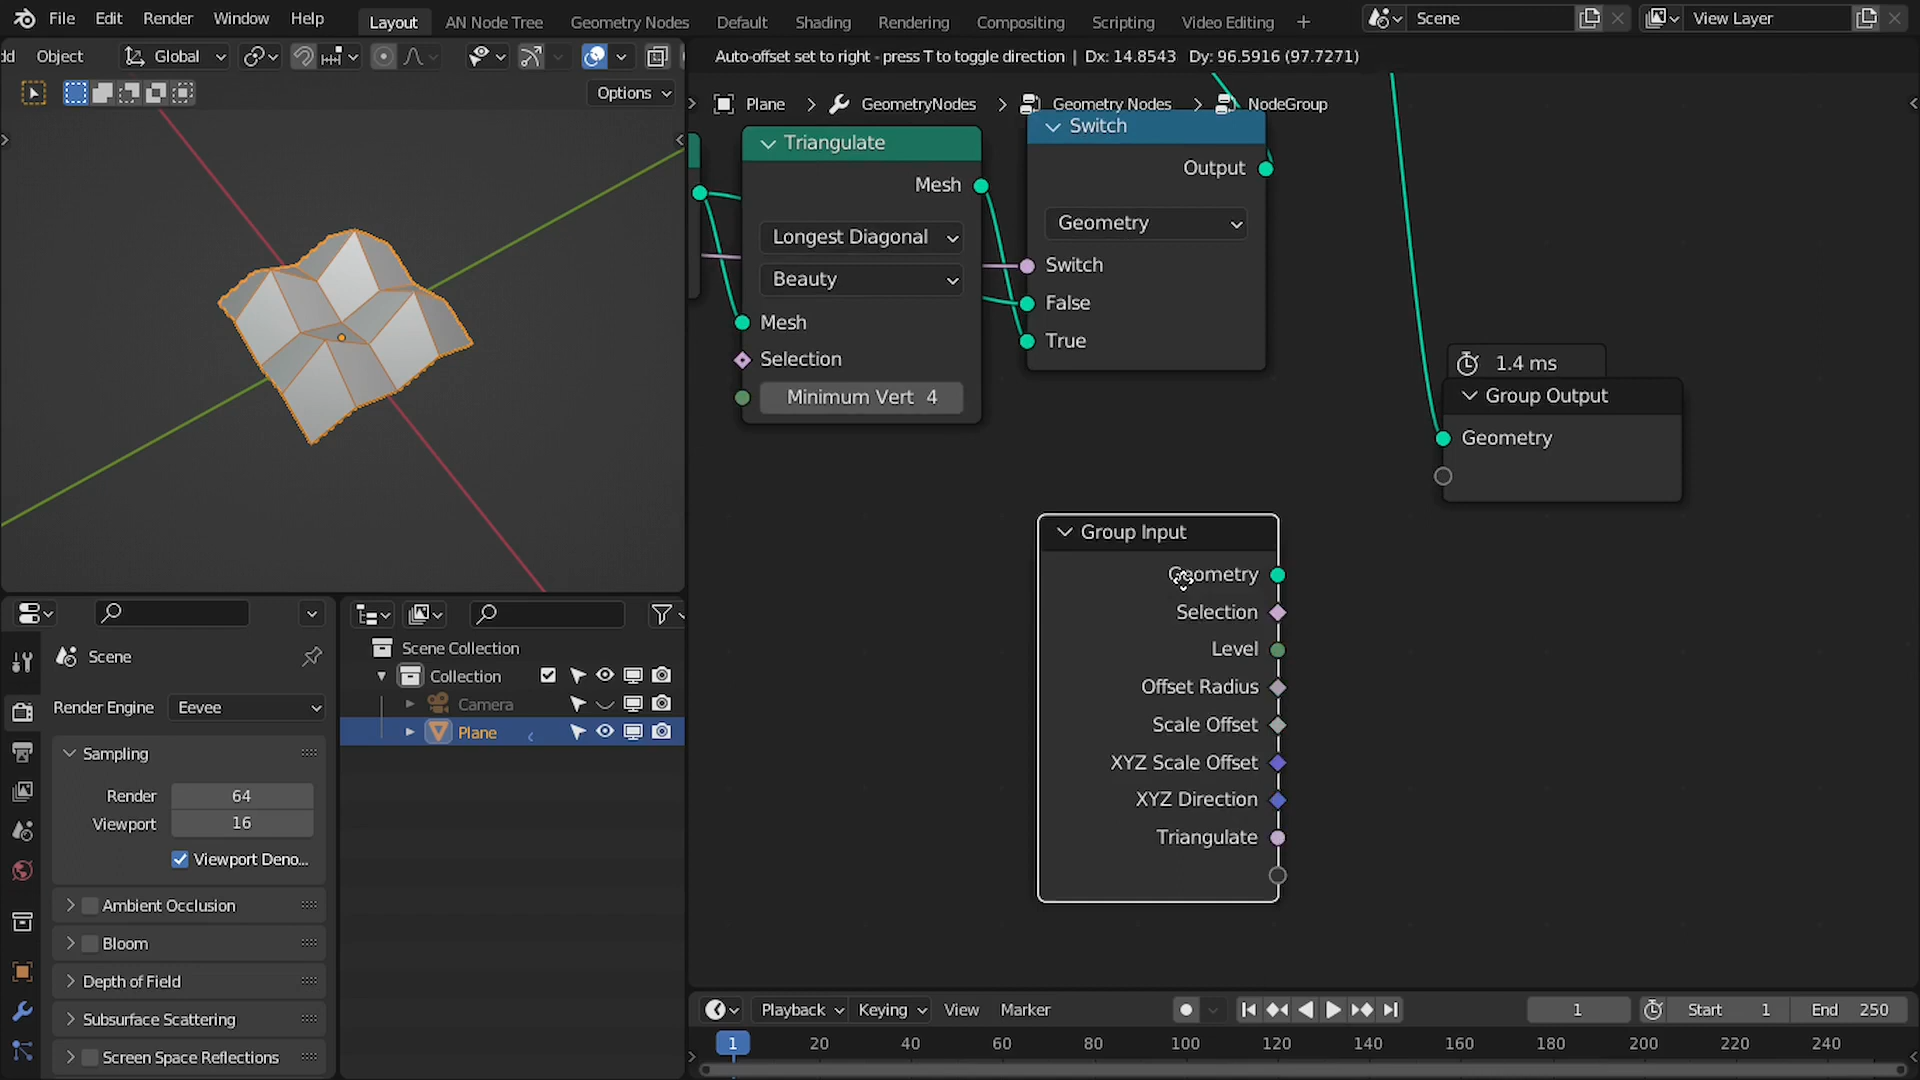 File Edit Render Window Help Layout AN Node Tree Geometry Nodes Default Shading Rendering Compositing Scripting Video Editing + Scene View Layer
dd Object Global
Auto-offset set to right - press T to toggle direction | Dx: 14.8543 Dy: 96.5916 (97.7271)
Options
Plane GeometryNodes Geometry Nodes NodeGroup
Triangulate
Mesh
Longest Diagonal
Beauty
Mesh
Selection
Minimum Vert 4
Switch
Output
Geometry
Switch
False
True
1.4 ms
Group Output
Geometry
Group Input
Geometry
Selection
Level
Offset Radius
Scale Offset
XYZ Scale Offset
XYZ Direction
Triangulate
Scene
Render Engine Eevee
Sampling
Render 64
Viewport 16
Viewport Deno...
Ambient Occlusion
Bloom
Depth of Field
Subsurface Scattering
Screen Space Reflections
Scene Collection
Collection
Camera
Plane
Playback Keying View Marker 1 Start 1 End 250
1 20 40 60 80 100 120 140 160 180 200 220 240